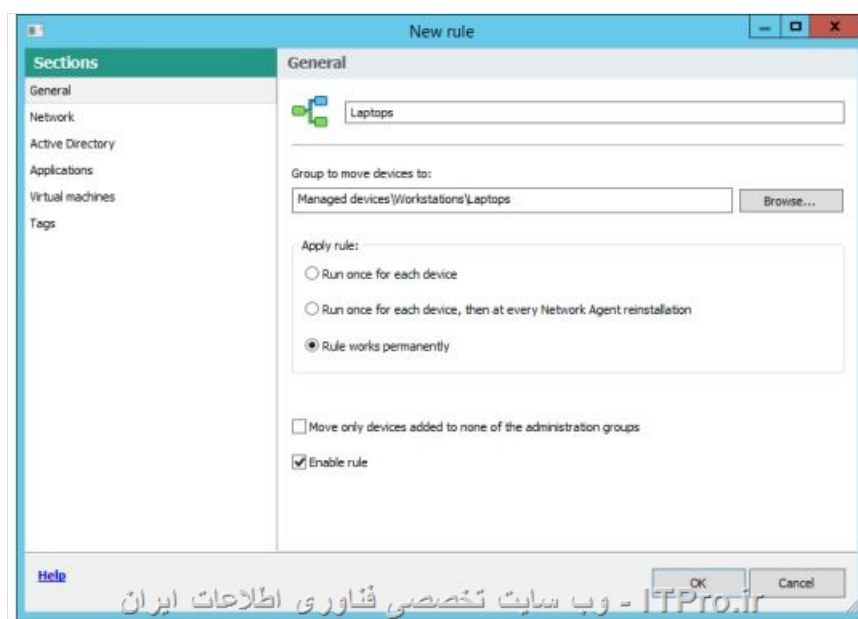 New rule
Sections
General
Network
Active Directory
Applications
Virtual machines
Tags
General
Laptops
Group to move devices to:
Managed devices\Workstations\Laptops
Browse...
Apply rule:
Run once for each device
Run once for each device, then at every Network Agent reinstallation
Rule works permanently
Move only devices added to none of the administration groups
Enable rule
Help
OK
Cancel
ITPro.ir - وب سایت تخصصی فناوری اطلاعات ایران